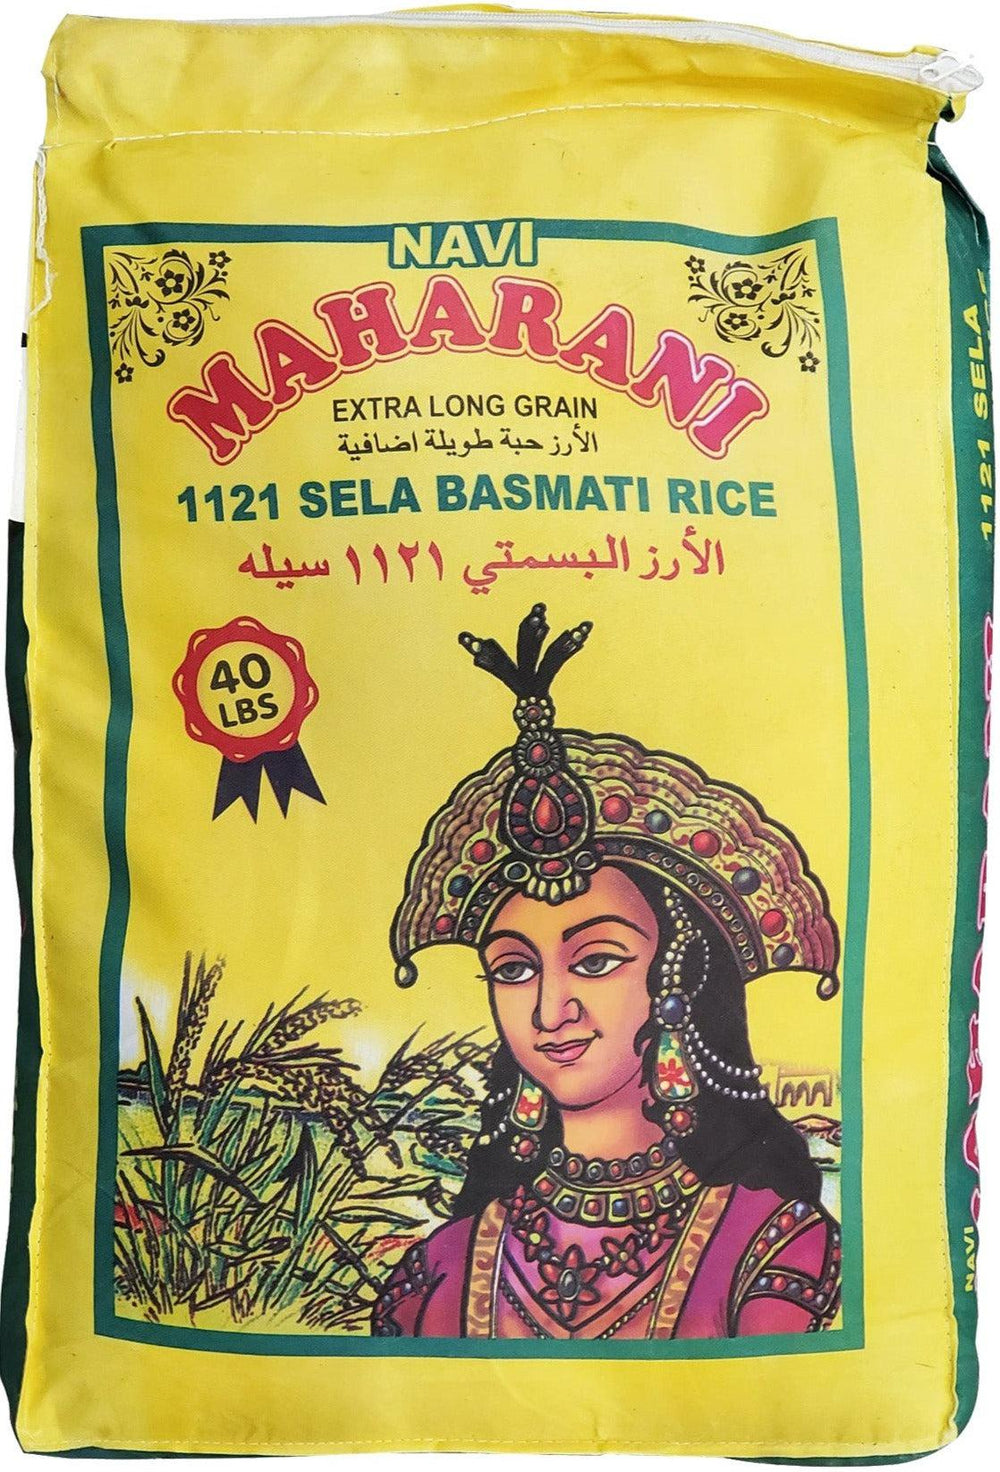 NAVI
MAHARANI
EXTRA LONG GRAIN
الأرز حبة طويلة اضافية
1121 SELA BASMATI RICE
الأرز البسمتي ١١٢١ سيله
40
LBS
1121 SELA
NAVI